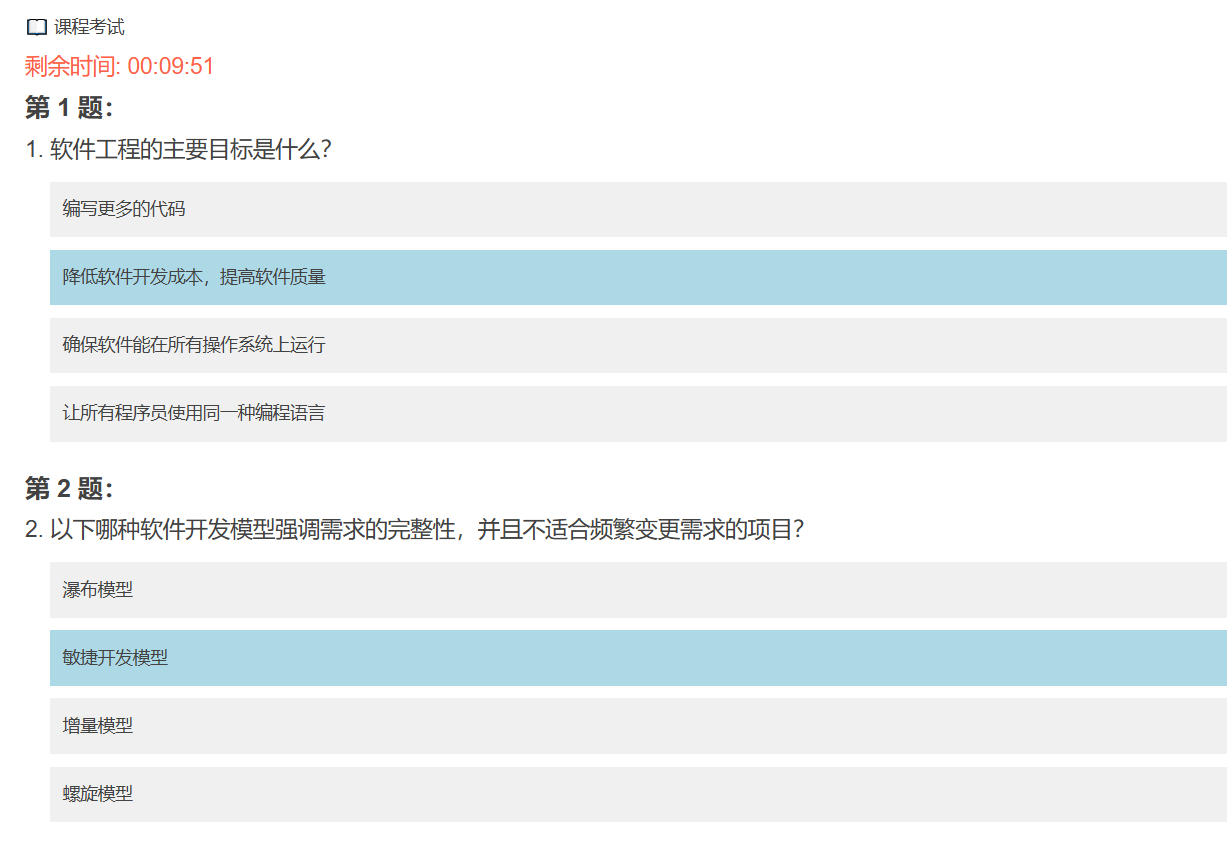 课程考试
剩余时间: 00:09:51
第 1 题：
1. 软件工程的主要目标是什么？
编写更多的代码
降低软件开发成本，提高软件质量
确保软件能在所有操作系统上运行
让所有程序员使用同一种编程语言
第 2 题：
2. 以下哪种软件开发模型强调需求的完整性，并且不适合频繁变更需求的项目？
瀑布模型
敏捷开发模型
增量模型
螺旋模型